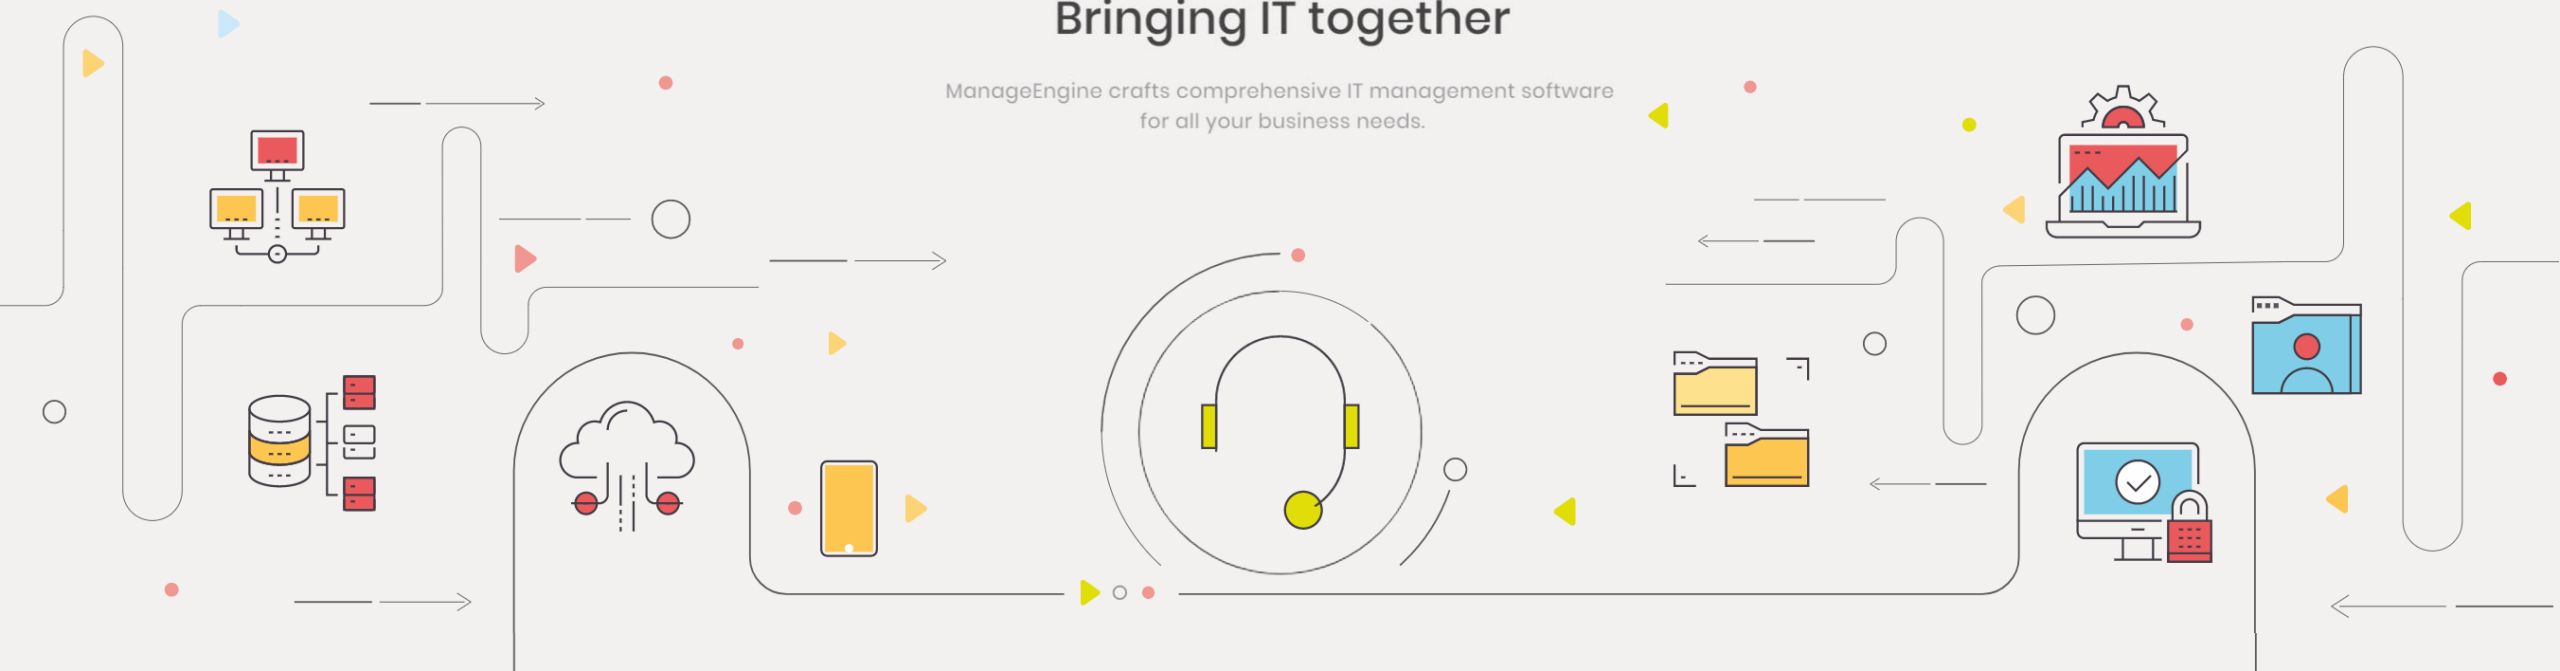 Bringing IT together
ManageEngine crafts comprehensive IT management software
for all your business needs.